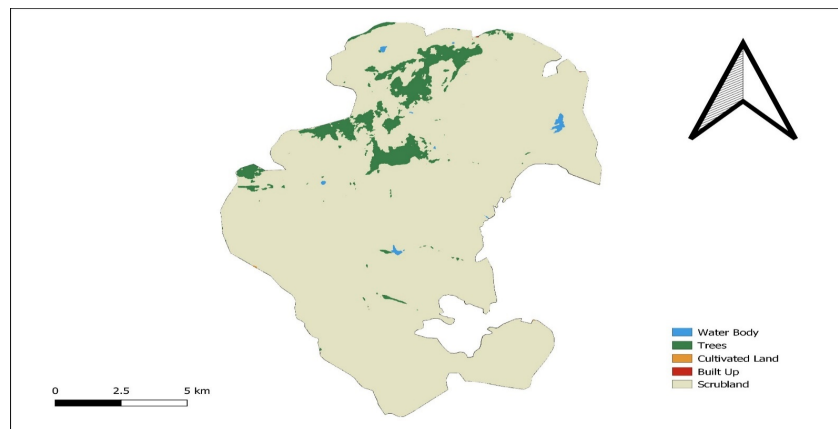 Water Body
Trees
Cultivated Land
Built Up
Scrubland
0 2.5 5 km